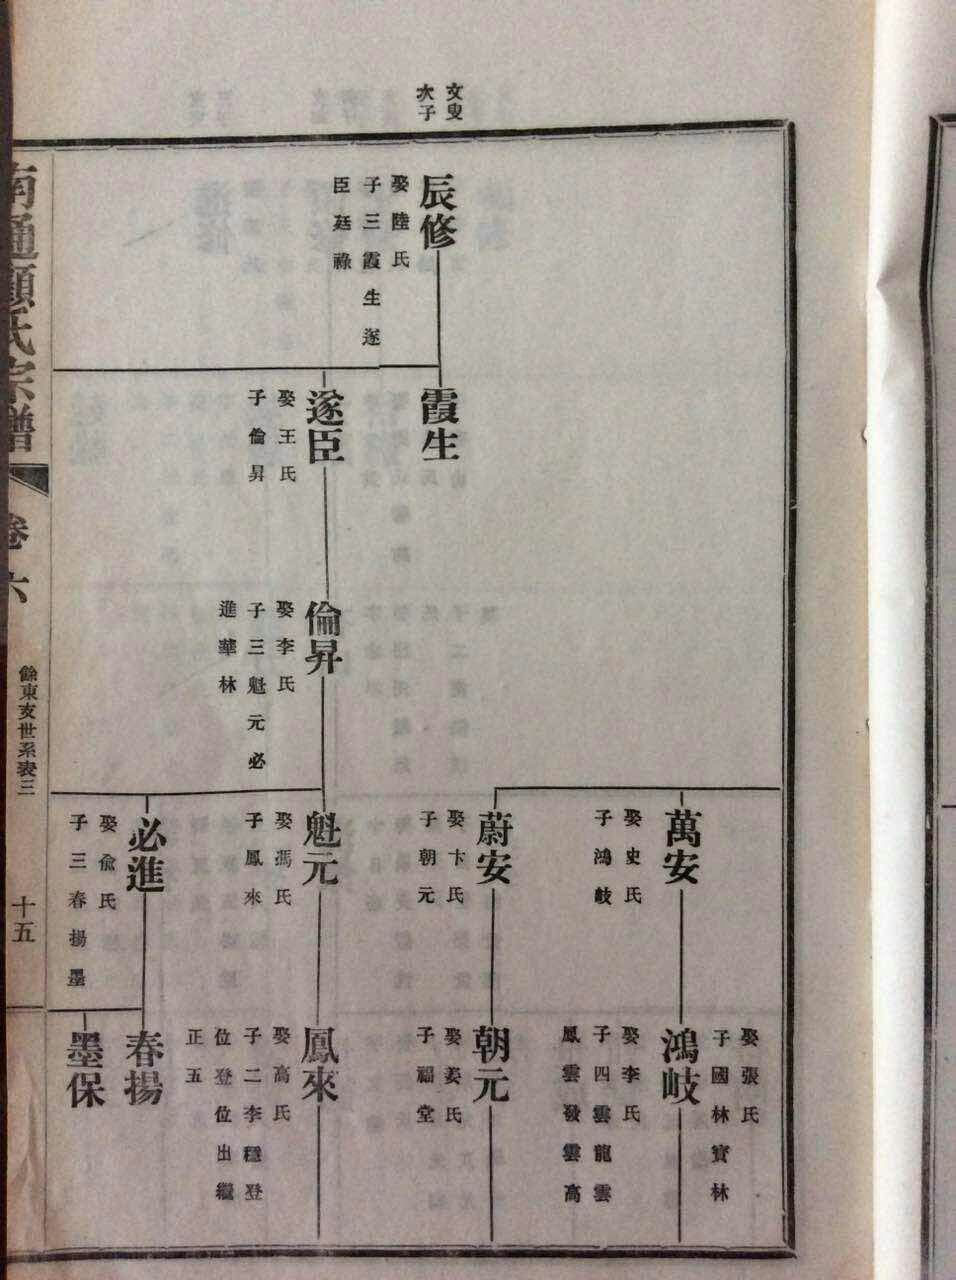 文叟
次子
辰修
娶陸氏
子三霞生遂
臣廷祿
霞生
遂臣
娶王氏
子倫昇
倫昇
娶李氏
子三魁元必
進華林
萬安
娶史氏
子鴻岐
蔚安
娶卞氏
子朝元
魁元
娶馮氏
子鳳來
必進
娶兪氏
子三春揚墨
娶張氏
子國林寳林
鴻岐
娶李氏
子四雲龍雲
鳳雲發雲高
朝元
娶姜氏
子福堂
鳳來
娶高氏
子二李穩登
位登位出繼
正五
春揚
墨保
南通顧氏宗譜
卷六
餘東支世系表三
十五